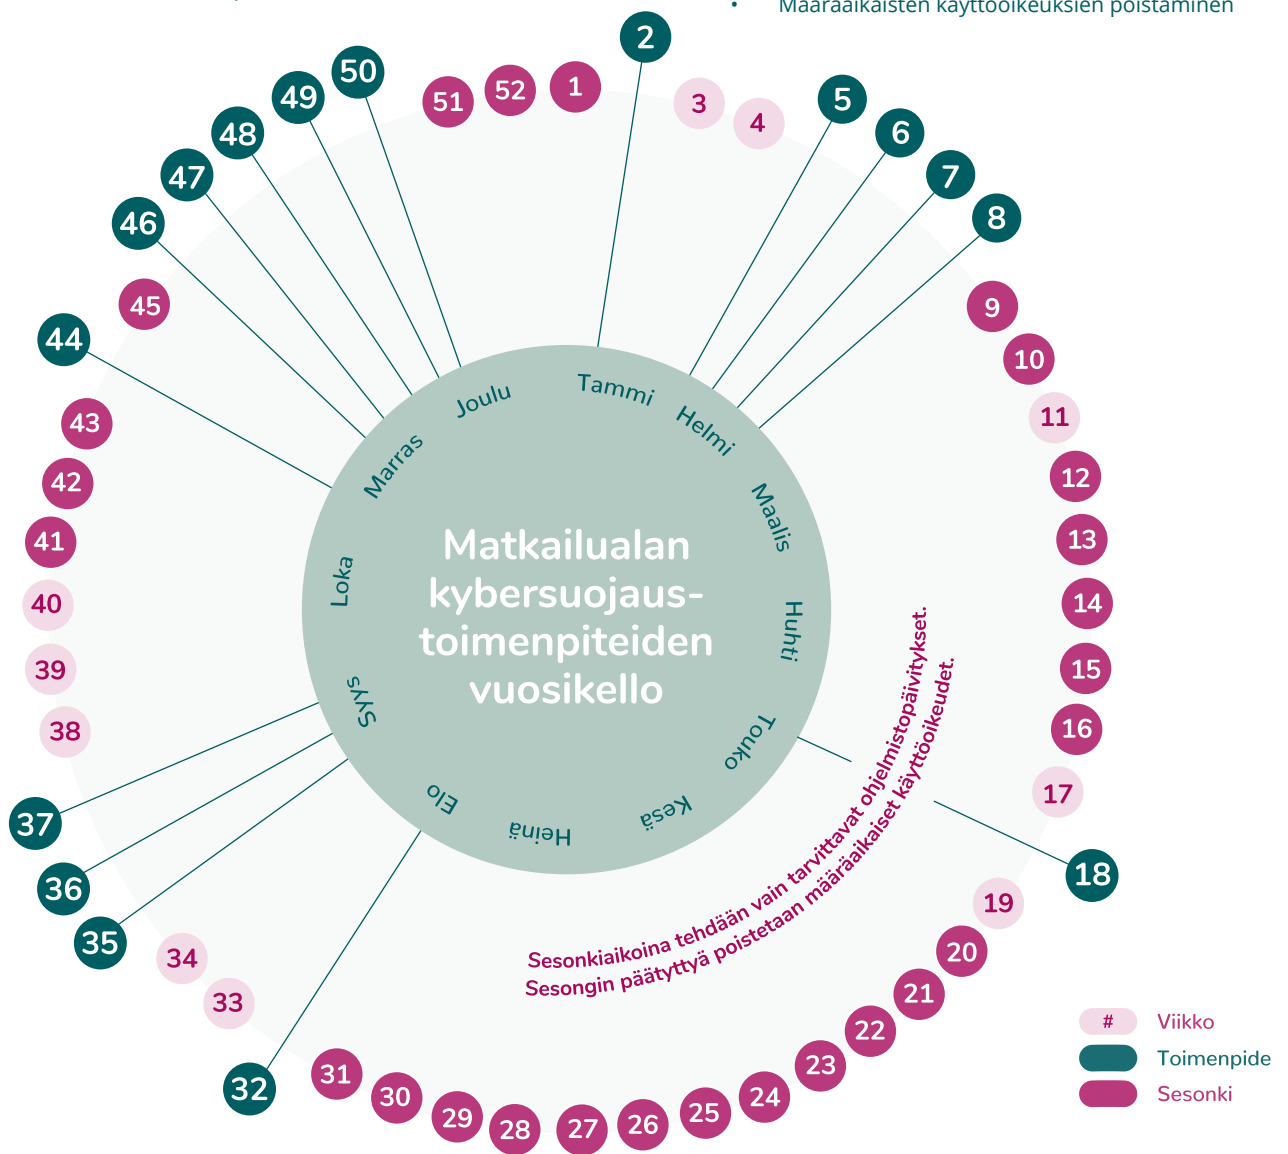 • Määräaikaisten käyttöoikeuksien poistaminen
1
2
3
4
5
6
7
8
9
10
11
12
13
14
15
16
17
18
19
20
21
22
23
24
25
26
27
28
29
30
31
32
33
34
35
36
37
38
39
40
41
42
43
44
45
46
47
48
49
50
51
52
Tammi
Helmi
Maalis
Huhti
Touko
Kesä
Heinä
Elo
Syys
Loka
Marras
Joulu
Matkailualan
kybersuojaus-
toimenpiteiden
vuosikello
Sesonkiaikoina tehdään vain tarvittavat ohjelmistopäivitykset.
Sesongin päätyttyä poistetaan määräaikaiset käyttöoikeudet.
# Viikko
Toimenpide
Sesonki